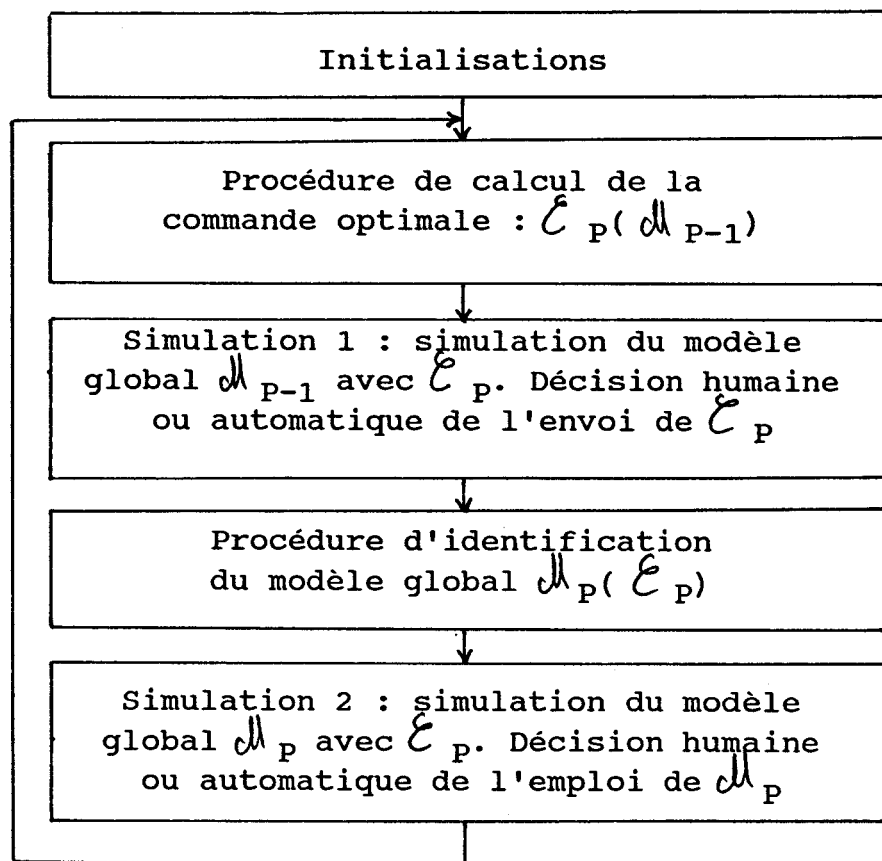 Initialisations
Procédure de calcul de la
commande optimale : ℰ P( ℳ P-1)
Simulation 1 : simulation du modèle
global ℳ P-1 avec ℰ P. Décision humaine
ou automatique de l'envoi de ℰ P
Procédure d'identification
du modèle global ℳ P( ℰ P)
Simulation 2 : simulation du modèle
global ℳ P avec ℰ P. Décision humaine
ou automatique de l'emploi de ℳ P